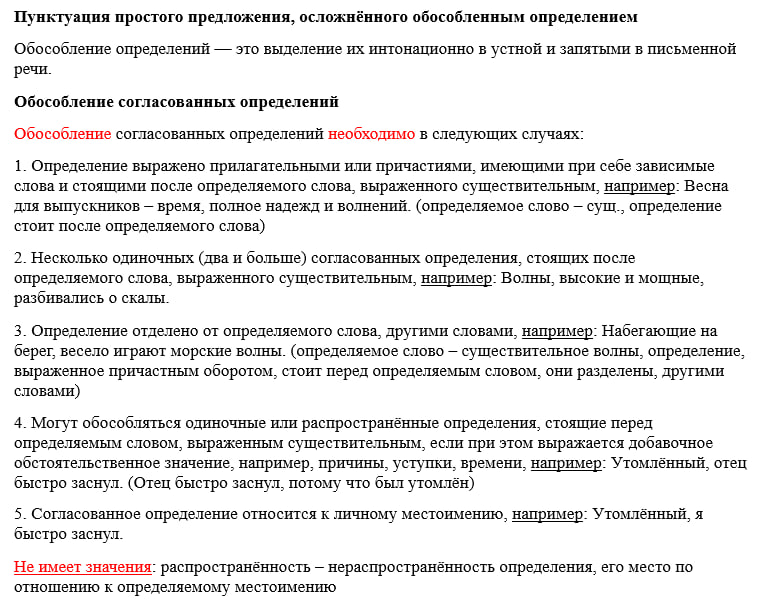 Пунктуация простого предложения, осложнённого обособленным определением
Обособление определений — это выделение их интонационно в устной и запятыми в письменной
речи.
Обособление согласованных определений
Обособление согласованных определений необходимо в следующих случаях:
1. Определение выражено прилагательными или причастиями, имеющими при себе зависимые
слова и стоящими после определяемого слова, выраженного существительным, например: Весна
для выпускников – время, полное надежд и волнений. (определяемое слово – сущ., определение
стоит после определяемого слова)
2. Несколько одиночных (два и больше) согласованных определения, стоящих после
определяемого слова, выраженного существительным, например: Волны, высокие и мощные,
разбивались о скалы.
3. Определение отделено от определяемого слова, другими словами, например: Набегающие на
берег, весело играют морские волны. (определяемое слово – существительное волны, определение,
выраженное причастным оборотом, стоит перед определяемым словом, они разделены, другими
словами)
4. Могут обособляться одиночные или распространённые определения, стоящие перед
определяемым словом, выраженным существительным, если при этом выражается добавочное
обстоятельственное значение, например, причины, уступки, времени, например: Утомлённый, отец
быстро заснул. (Отец быстро заснул, потому что был утомлён)
5. Согласованное определение относится к личному местоимению, например: Утомлённый, я
быстро заснул.
Не имеет значения: распространённость – нераспространённость определения, его место по
отношению к определяемому местоимению